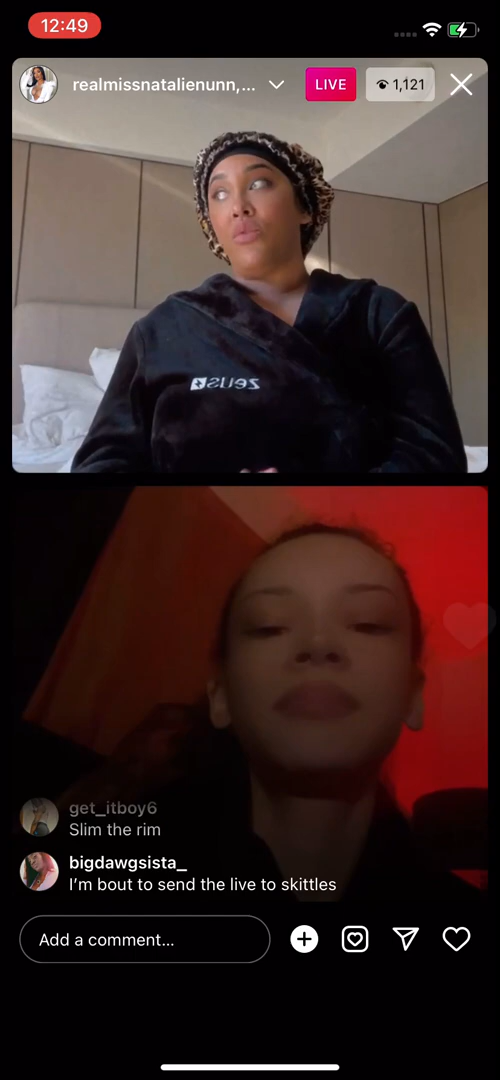 12:49
realmissnatalienunn,...
LIVE
1,121
zeus
get_itboy6
Slim the rim
bigdawgsista_
I’m bout to send the live to skittles
Add a comment...